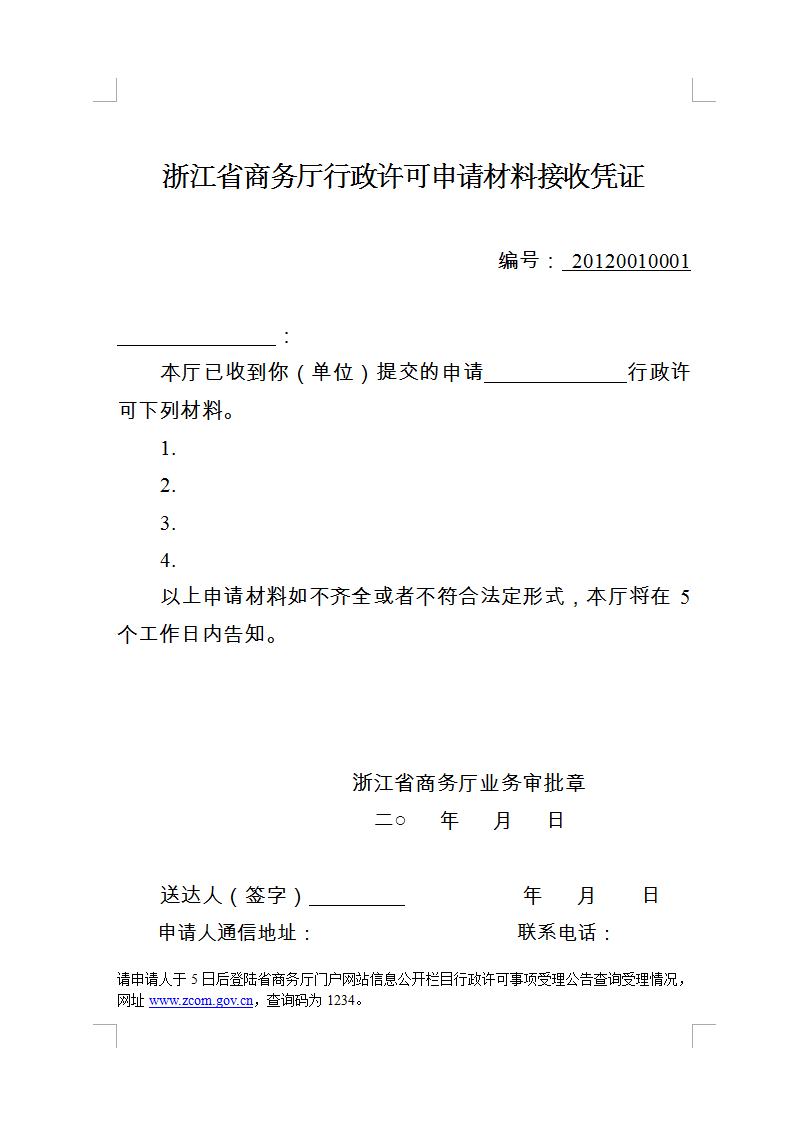 浙江省商务厅行政许可申请材料接收凭证
编号： 20120010001
_______________：
本厅已收到你（单位）提交的申请_____________行政许
可下列材料。
1.
2.
3.
4.
以上申请材料如不齐全或者不符合法定形式，本厅将在 5
个工作日内告知。
浙江省商务厅业务审批章
二○ 年 月 日
送达人（签字）_________ 年 月 日
申请人通信地址： 联系电话：
请申请人于 5 日后登陆省商务厅门户网站信息公开栏目行政许可事项受理公告查询受理情况，
网址 www.zcom.gov.cn，查询码为 1234。